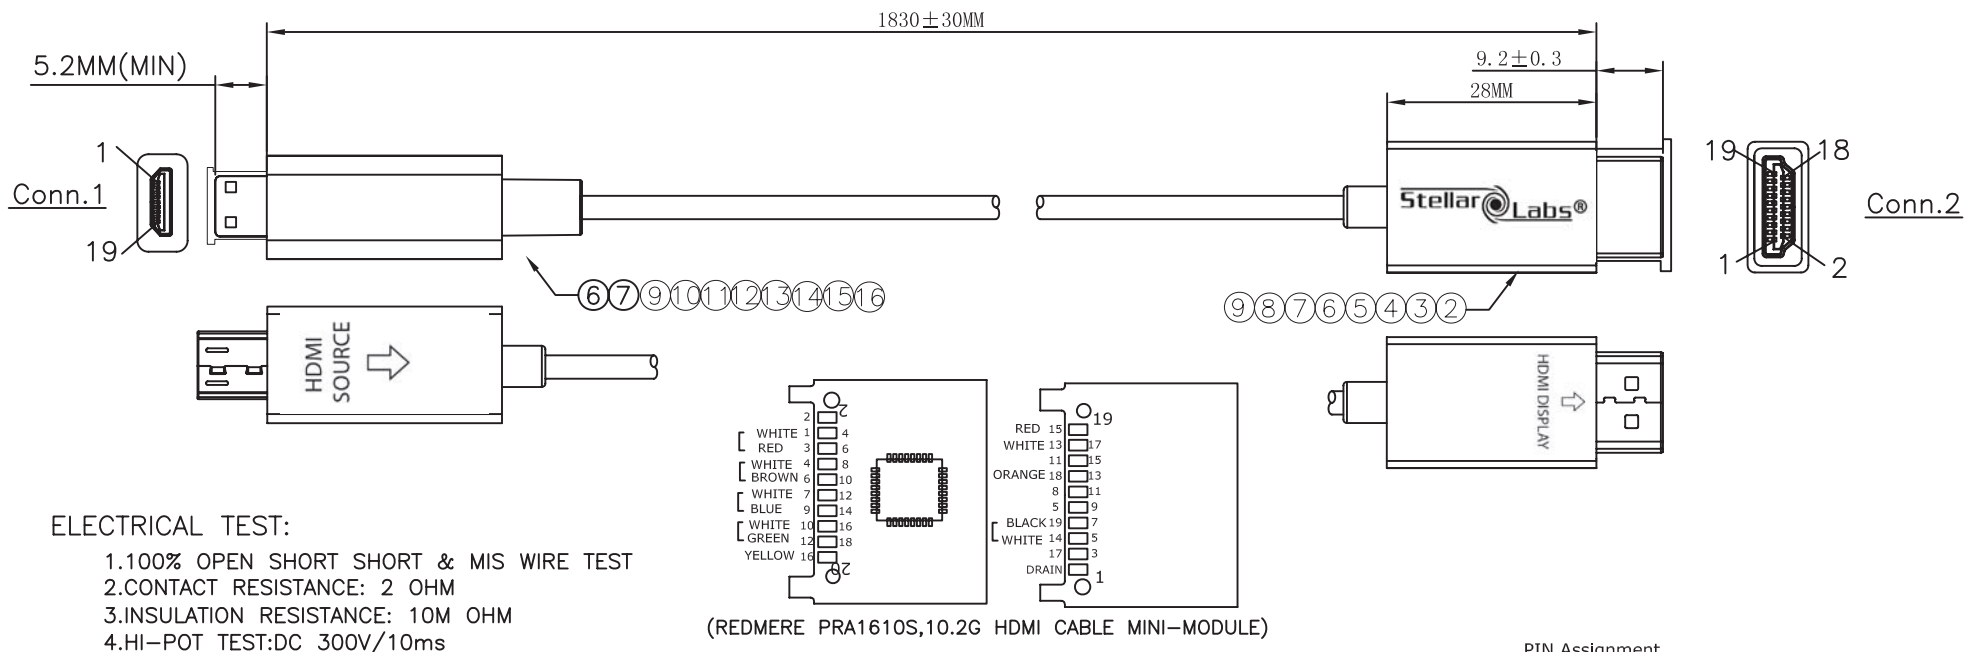 1830±30MM
5.2MM(MIN)
9.2±0.3
28MM
1
Conn.1
19
Stellar Labs®
19 18
1 2
Conn.2
⑥⑦⑨⑩⑪⑫⑬⑭⑮⑯
⑨⑧⑦⑥⑤④③②
HDMI
SOURCE
HDMI DISPLAY
2
2
WHITE 1 4
RED 3 6
WHITE 4 8
BROWN 6 10
WHITE 7 12
BLUE 9 14
WHITE 10 16
GREEN 12 18
YELLOW 16
20
19
RED 15
WHITE 13 17
11 15
ORANGE 18 13
8 11
5 9
BLACK 19 7
WHITE 14 5
17 3
DRAIN
1
(REDMERE PRA1610S,10.2G HDMI CABLE MINI-MODULE)
ELECTRICAL TEST:
1.100% OPEN SHORT SHORT & MIS WIRE TEST
2.CONTACT RESISTANCE: 2 OHM
3.INSULATION RESISTANCE: 10M OHM
4.HI-POT TEST:DC 300V/10ms
PIN Assignment